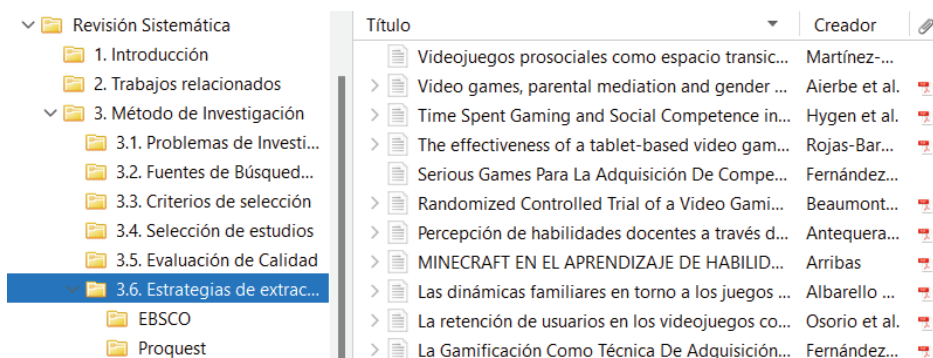 Revisión Sistemática
1. Introducción
2. Trabajos relacionados
3. Método de Investigación
3.1. Problemas de Investi...
3.2. Fuentes de Búsqued...
3.3. Criterios de selección
3.4. Selección de estudios
3.5. Evaluación de Calidad
3.6. Estrategias de extrac...
EBSCO
Proquest
Título Creador
Videojuegos prosociales como espacio transic... Martínez-...
Video games, parental mediation and gender ... Aierbe et al.
Time Spent Gaming and Social Competence in... Hygen et al.
The effectiveness of a tablet-based video gam... Rojas-Bar...
Serious Games Para La Adquisición De Compe... Fernández...
Randomized Controlled Trial of a Video Gami... Beaumont...
Percepción de habilidades docentes a través d... Antequera...
MINECRAFT EN EL APRENDIZAJE DE HABILID... Arribas
Las dinámicas familiares en torno a los juegos ... Albarello ...
La retención de usuarios en los videojuegos co... Osorio et al.
La Gamificación Como Técnica De Adquisición... Fernández...